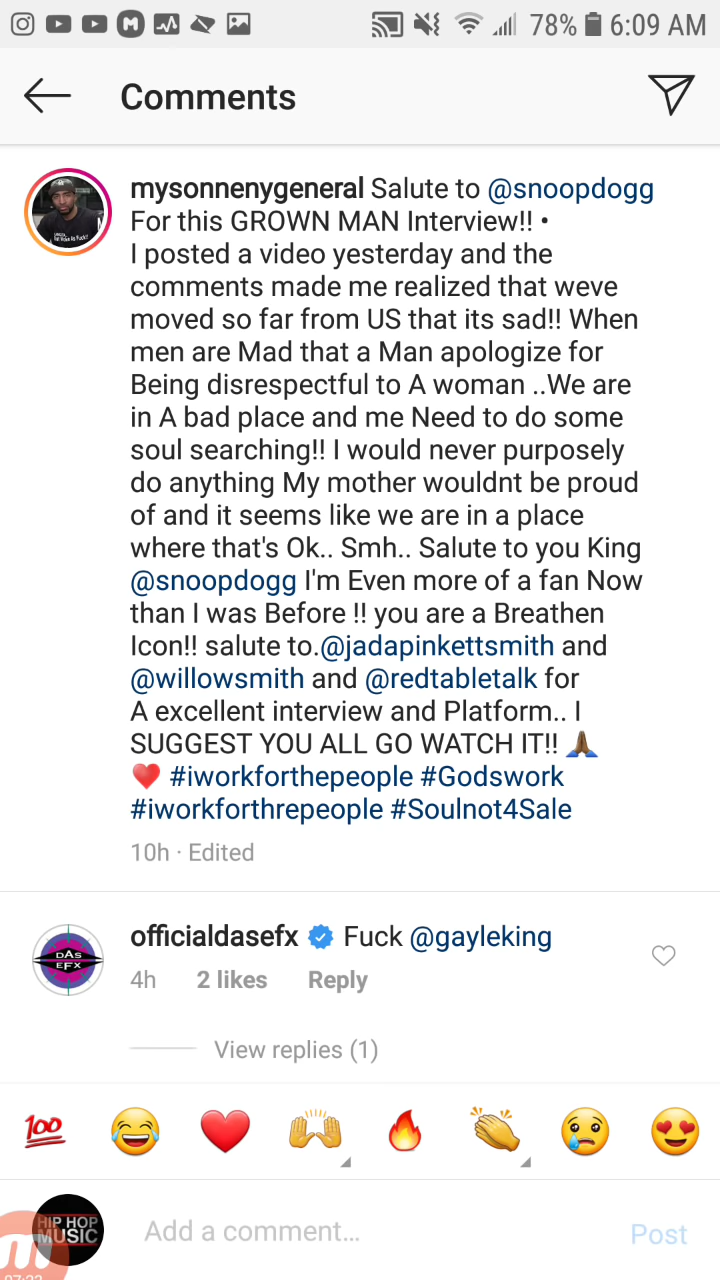 78% 6:09 AM
Comments
mysonnenygeneral Salute to @snoopdogg
For this GROWN MAN Interview!! •
I posted a video yesterday and the
comments made me realized that weve
moved so far from US that its sad!! When
men are Mad that a Man apologize for
Being disrespectful to A woman ..We are
in A bad place and me Need to do some
soul searching!! I would never purposely
do anything My mother wouldnt be proud
of and it seems like we are in a place
where that's Ok.. Smh.. Salute to you King
@snoopdogg I'm Even more of a fan Now
than I was Before !! you are a Breathen
Icon!! salute to.@jadapinkettsmith and
@willowsmith and @redtabletalk for
A excellent interview and Platform.. I
SUGGEST YOU ALL GO WATCH IT!! 🙏🏾
❤️ #iworkforthepeople #Godswork
#iworkforthrepeople #Soulnot4Sale
10h · Edited
DAS
EFX
officialdasefx Fuck @gayleking
4h 2 likes Reply
View replies (1)
💯 😂 ❤️ 🙌 🔥 👏 😢 😍
HIP HOP
MUSIC
Add a comment...
Post